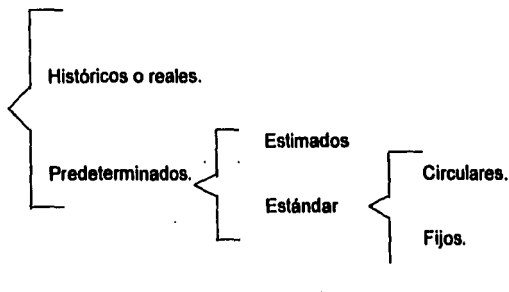 Históricos o reales.
Predeterminados.
Estimados
Estándar
Circulares.
Fijos.